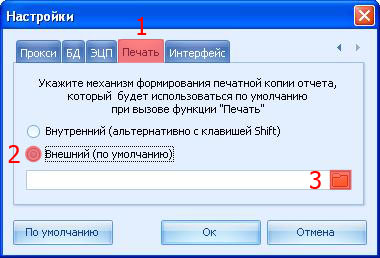 Настройки
1
Прокси БД ЭЦП Печать Интерфейс
Укажите механизм формирования печатной копии отчета,
который будет использоваться по умолчанию
при вызове функции "Печать"
Внутренний (альтернативно с клавишей Shift)
2 Внешний (по умолчанию)
3
По умолчанию Ок Отмена